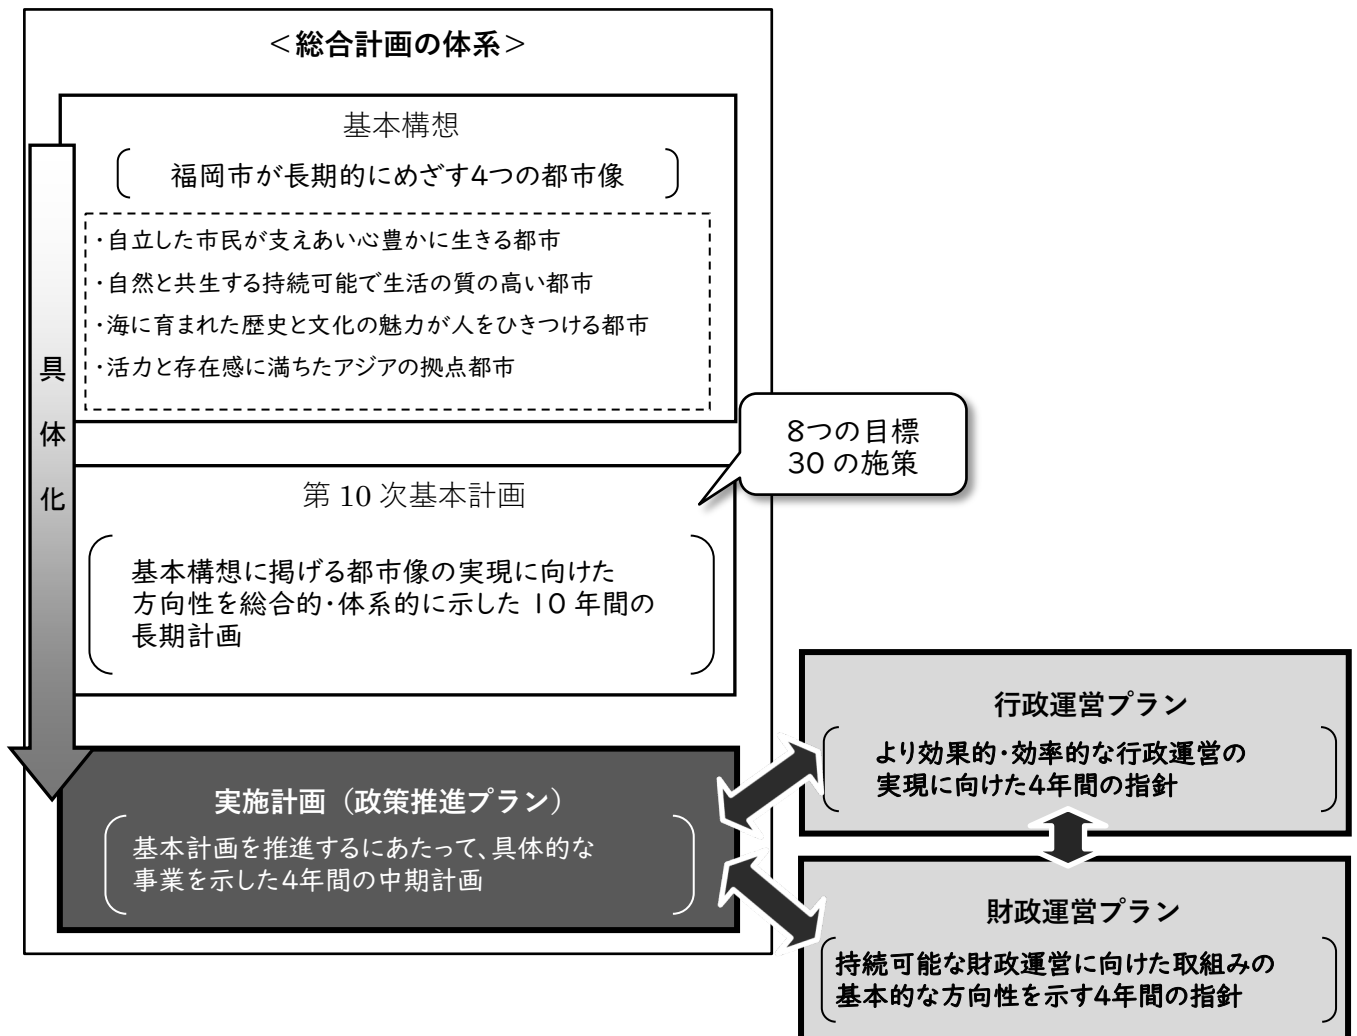 ＜総合計画の体系＞
基本構想
福岡市が長期的にめざす4つの都市像
・自立した市民が支えあい心豊かに生きる都市
・自然と共生する持続可能で生活の質の高い都市
・海に育まれた歴史と文化の魅力が人をひきつける都市
・活力と存在感に満ちたアジアの拠点都市
具体化
8つの目標
30の施策
第10次基本計画
基本構想に掲げる都市像の実現に向けた
方向性を総合的・体系的に示した10年間の
長期計画
実施計画（政策推進プラン）
基本計画を推進するにあたって、具体的な
事業を示した4年間の中期計画
行政運営プラン
より効果的・効率的な行政運営の
実現に向けた4年間の指針
財政運営プラン
持続可能な財政運営に向けた取組みの
基本的な方向性を示す4年間の指針